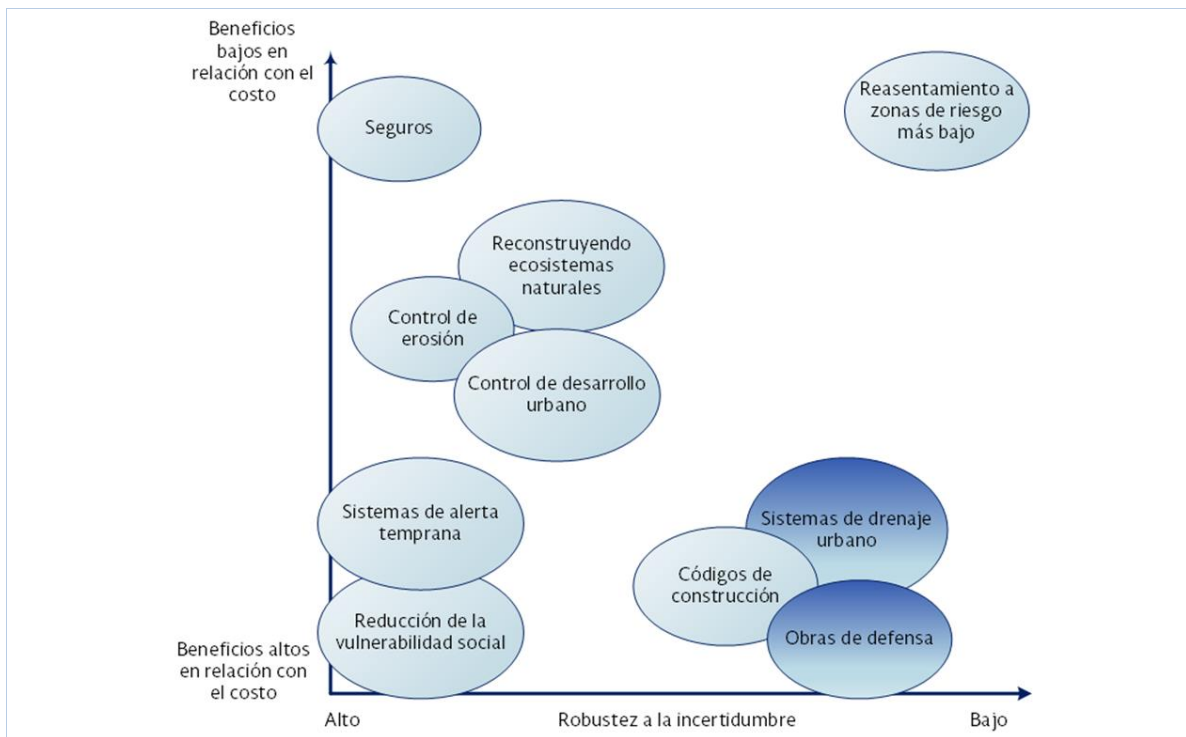 Beneficios
bajos en
relación con el
costo
Seguros
Reasentamiento a
zonas de riesgo
más bajo
Reconstruyendo
ecosistemas
naturales
Control de
erosión
Control de desarrollo
urbano
Sistemas de alerta
temprana
Sistemas de drenaje
urbano
Códigos de
construcción
Reducción de la
vulnerabilidad social
Obras de defensa
Beneficios altos
en relación con
el costo
Alto
Robustez a la incertidumbre
Bajo